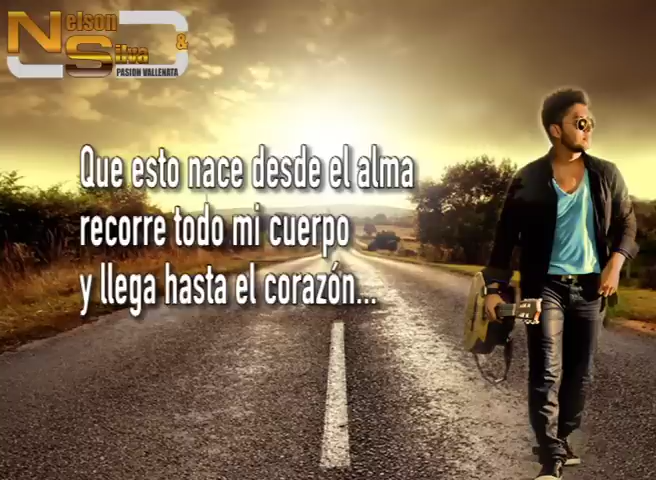 Nelson
Silva &
PASION VALLENATA
Que esto nace desde el alma
recorre todo mi cuerpo
y llega hasta el corazón...